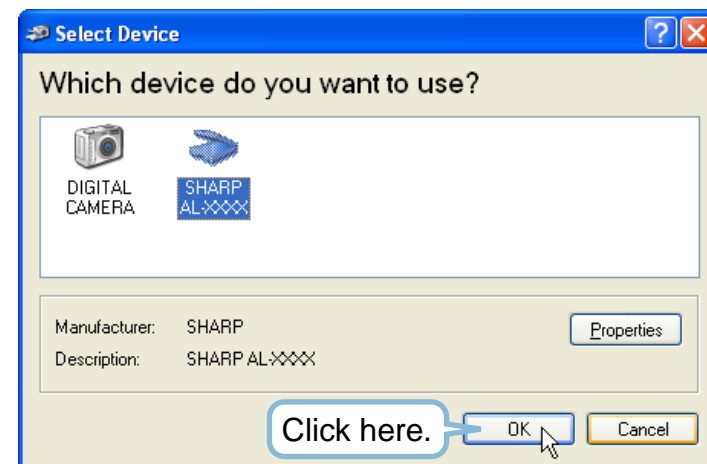 Select Device
Which device do you want to use?
DIGITAL
CAMERA
SHARP
AL-XXXX
Manufacturer: SHARP
Properties
Description: SHARP AL-XXXX
Click here.
OK
Cancel